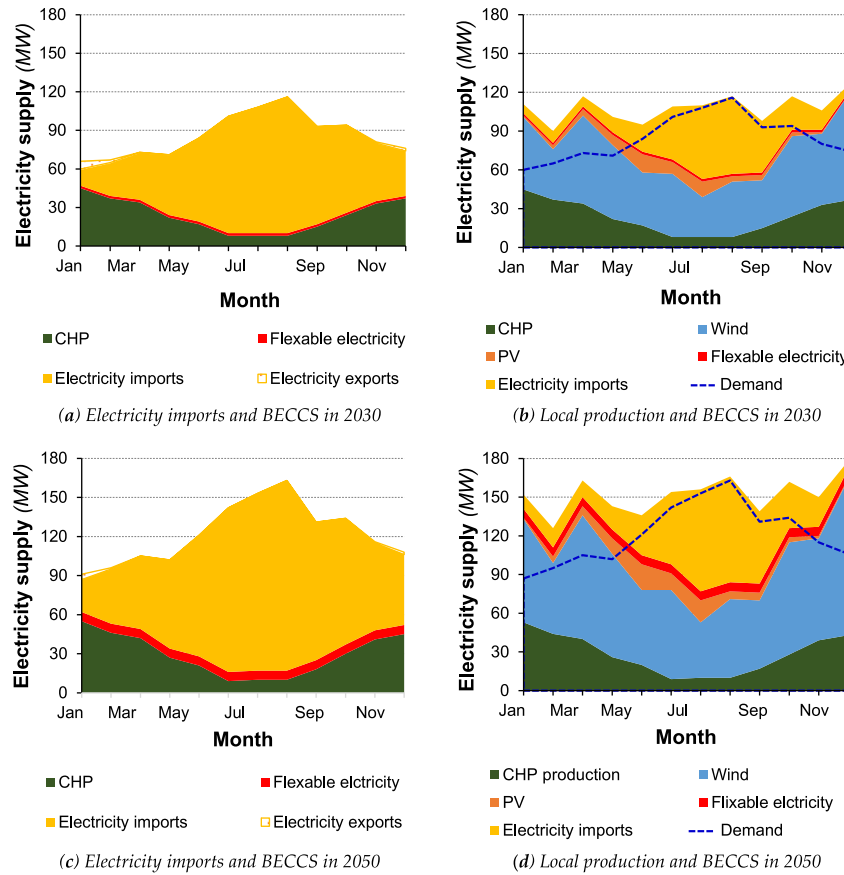 Electricity supply (MW)
180
150
120
90
60
30
0
Jan Mar May Jul Sep Nov
Month
CHP
Flexable electricity
Electricity imports
Electricity exports
(a) Electricity imports and BECCS in 2030
Electricity supply (MW)
180
150
120
90
60
30
0
Jan Mar May Jul Sep Nov
Month
CHP
Wind
PV
Flexable electricity
Electricity imports
Demand
(b) Local production and BECCS in 2030
Electricity supply (MW)
180
150
120
90
60
30
0
Jan Mar May Jul Sep Nov
Month
CHP
Flexable elctricity
Electricity imports
Electricity exports
(c) Electricity imports and BECCS in 2050
Electricity supply (MW)
180
150
120
90
60
30
0
Jan Mar May Jul Sep Nov
Month
CHP production
Wind
PV
Flixable elctricity
Electricity imports
Demand
(d) Local production and BECCS in 2050